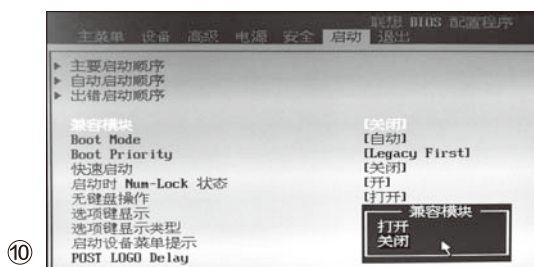 联想 BIOS 配置程序
主菜单 设备 高级 电源 安全 启动 退出
主要启动顺序
自动启动顺序
出错启动顺序
兼容模块 [关闭]
Boot Mode [自动]
Boot Priority [Legacy First]
快速启动 [关闭]
启动时 Num-Lock 状态 [开]
无键盘操作 [打开]
选项键显示
选项键显示类型
启动设备菜单提示
POST LOGO Delay
兼容模块
打开
关闭
⑩